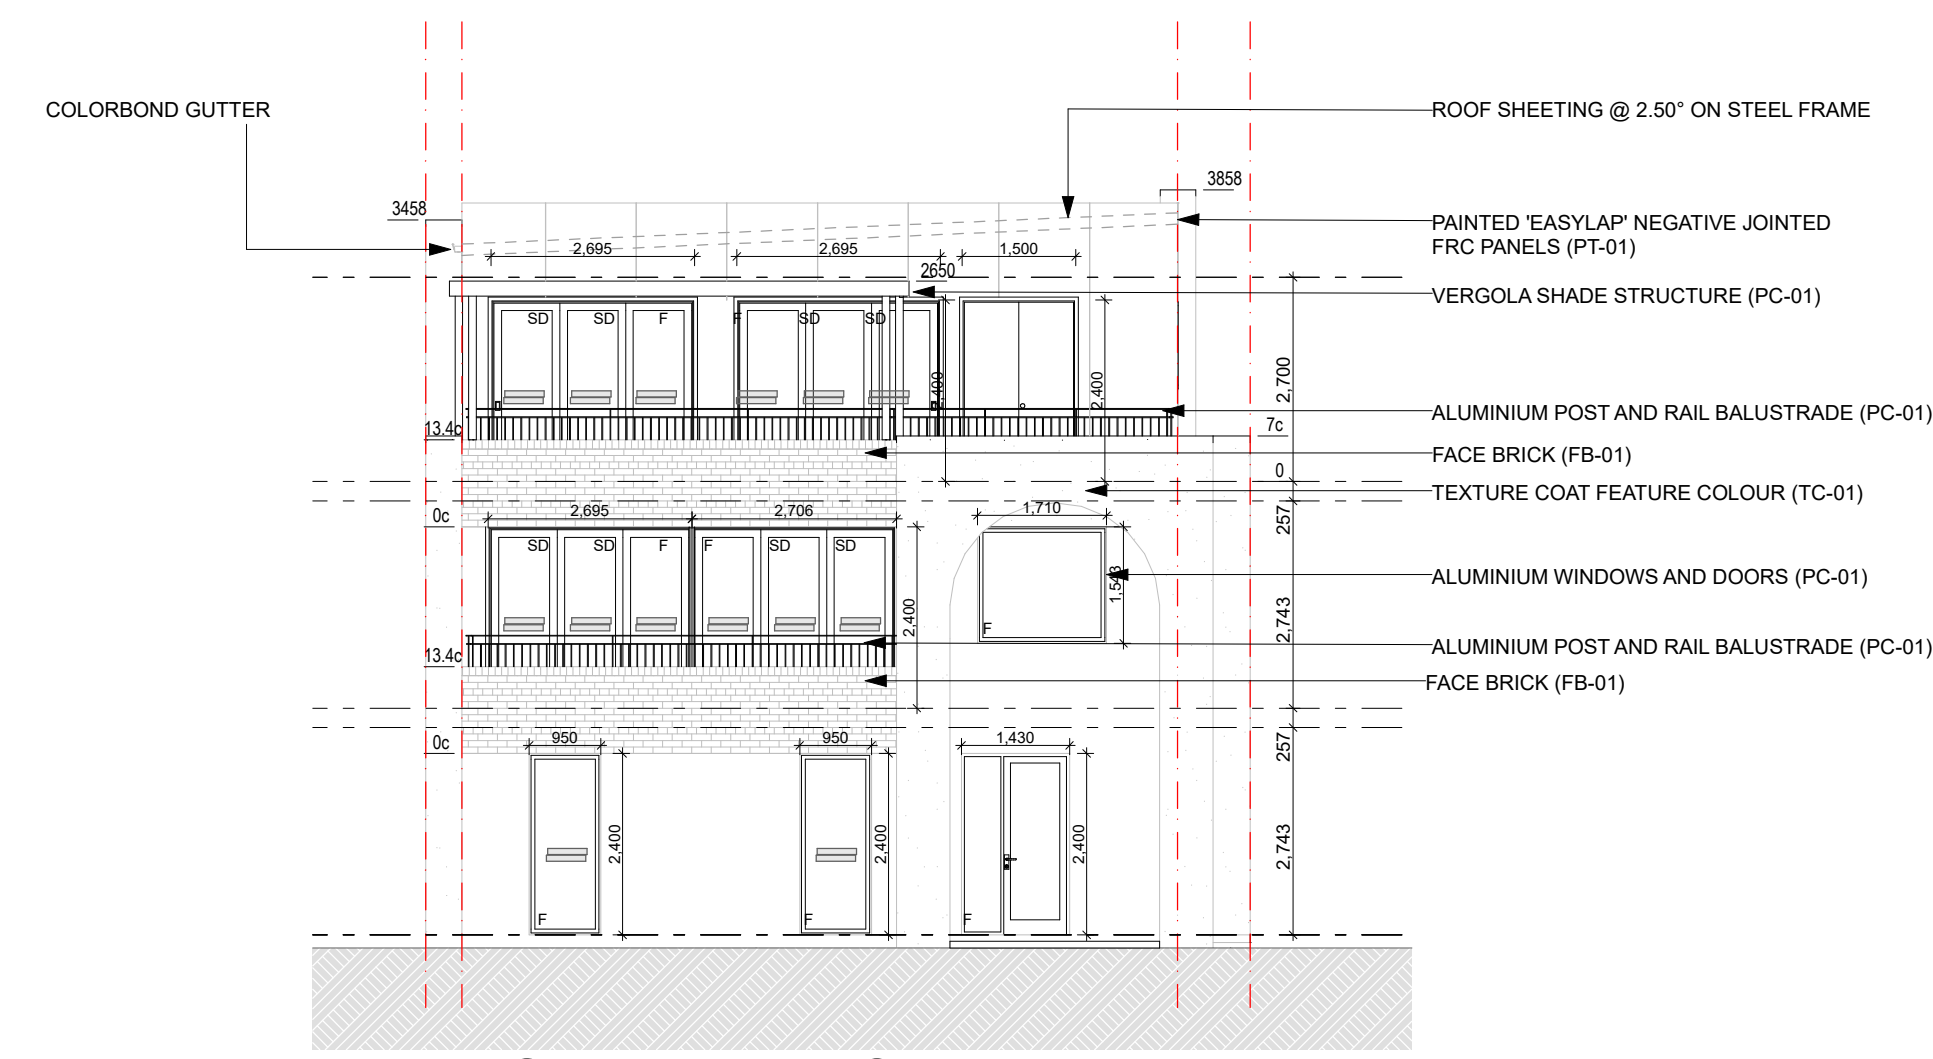 COLORBOND GUTTER
ROOF SHEETING @ 2.50° ON STEEL FRAME
3858
3458
PAINTED 'EASYLAP' NEGATIVE JOINTED
FRC PANELS (PT-01)
2,695
2,695
1,500
2650
VERGOLA SHADE STRUCTURE (PC-01)
SD
SD
F
F
SD
SD
2,400
2,400
2,700
ALUMINIUM POST AND RAIL BALUSTRADE (PC-01)
13.4c
7c
FACE BRICK (FB-01)
0
TEXTURE COAT FEATURE COLOUR (TC-01)
0c
2,695
2,706
1,710
257
SD
SD
F
F
SD
SD
1,543
ALUMINIUM WINDOWS AND DOORS (PC-01)
2,400
F
2,743
ALUMINIUM POST AND RAIL BALUSTRADE (PC-01)
13.4c
FACE BRICK (FB-01)
0c
950
950
1,430
257
2,400
2,400
2,400
2,743
F
F
F